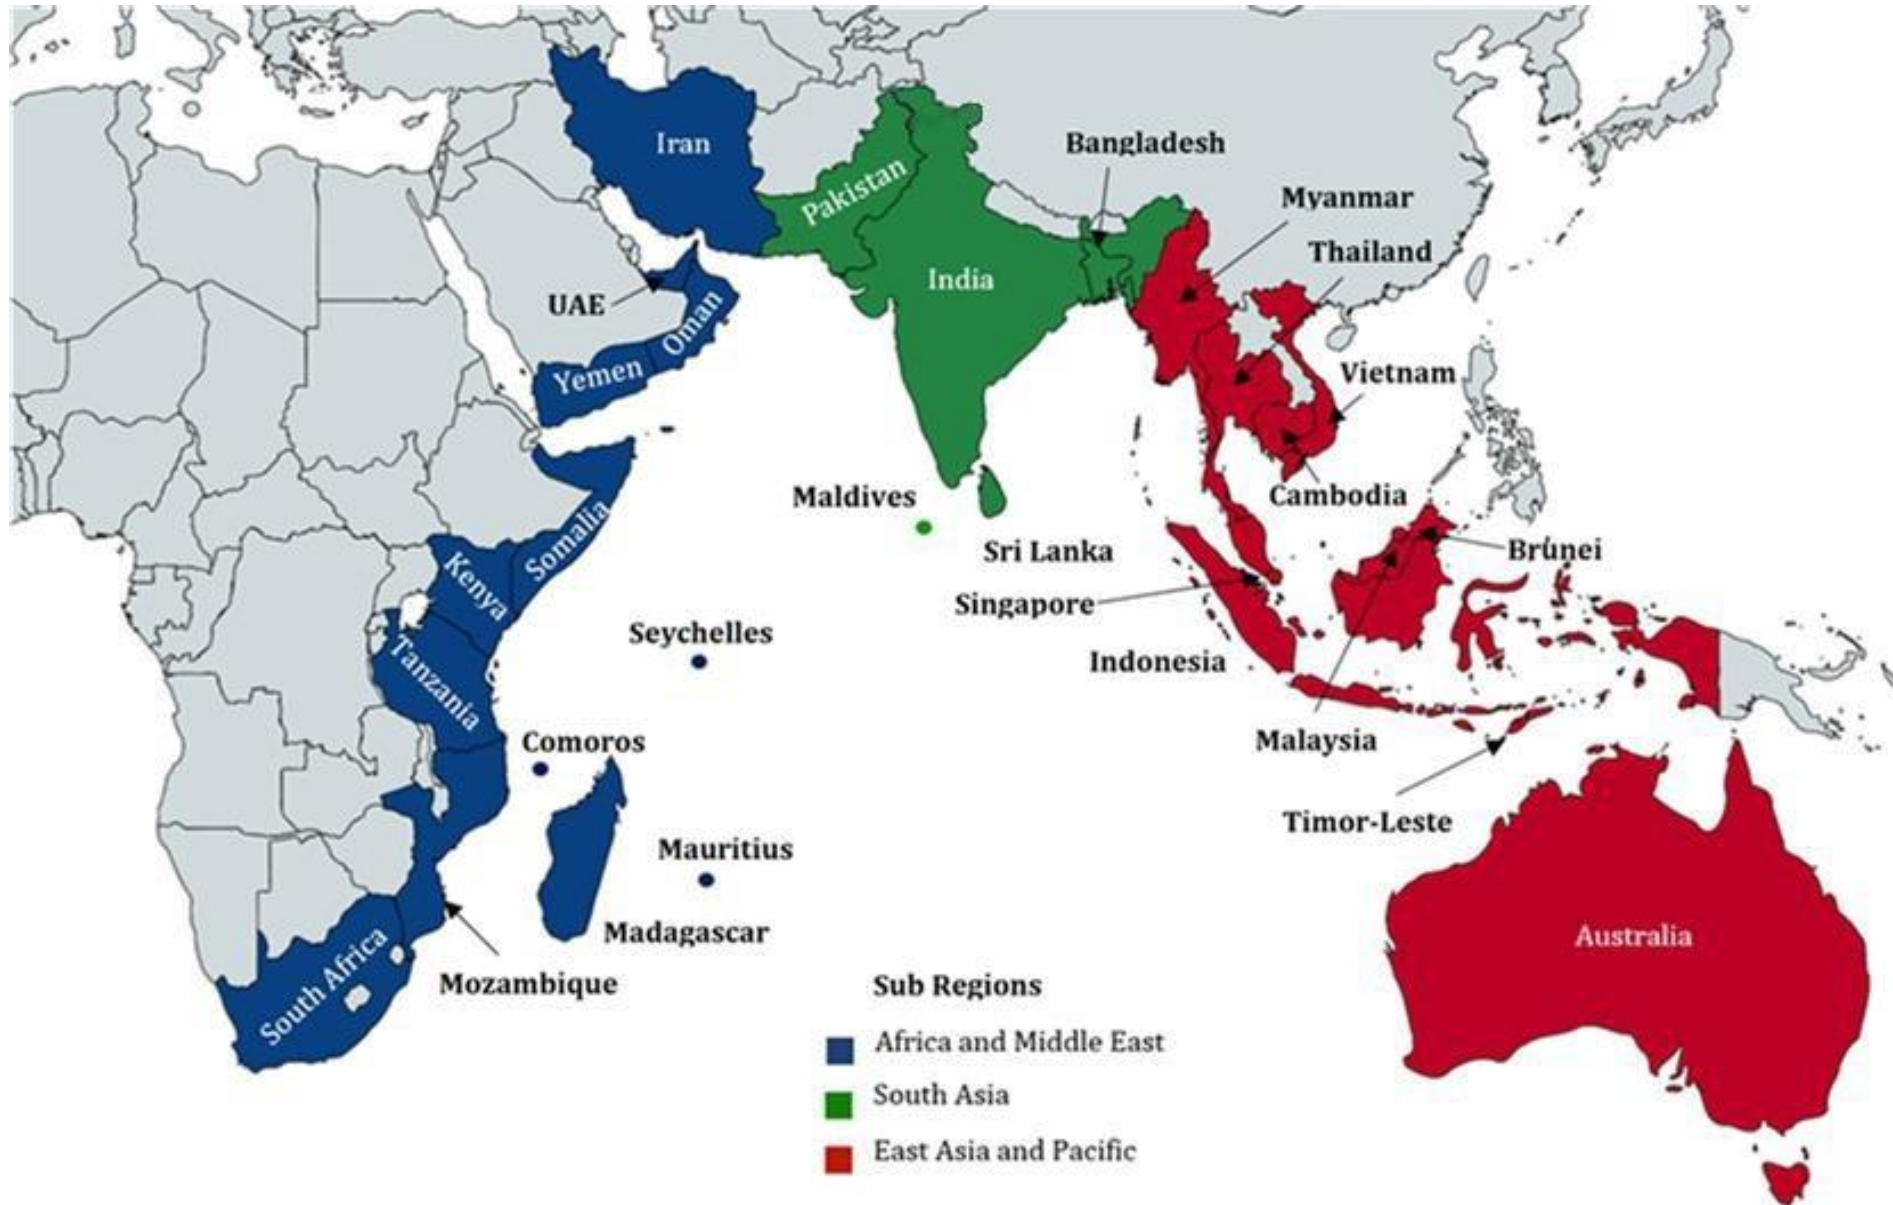 Iran
Bangladesh
Pakistan
Myanmar
Thailand
India
UAE
Oman
Yemen
Vietnam
Maldives
Cambodia
Somalia
Sri Lanka
Brunei
Kenya
Singapore
Seychelles
Indonesia
Tanzania
Comoros
Malaysia
Timor-Leste
Mauritius
Madagascar
Australia
South Africa
Mozambique
Sub Regions
Africa and Middle East
South Asia
East Asia and Pacific